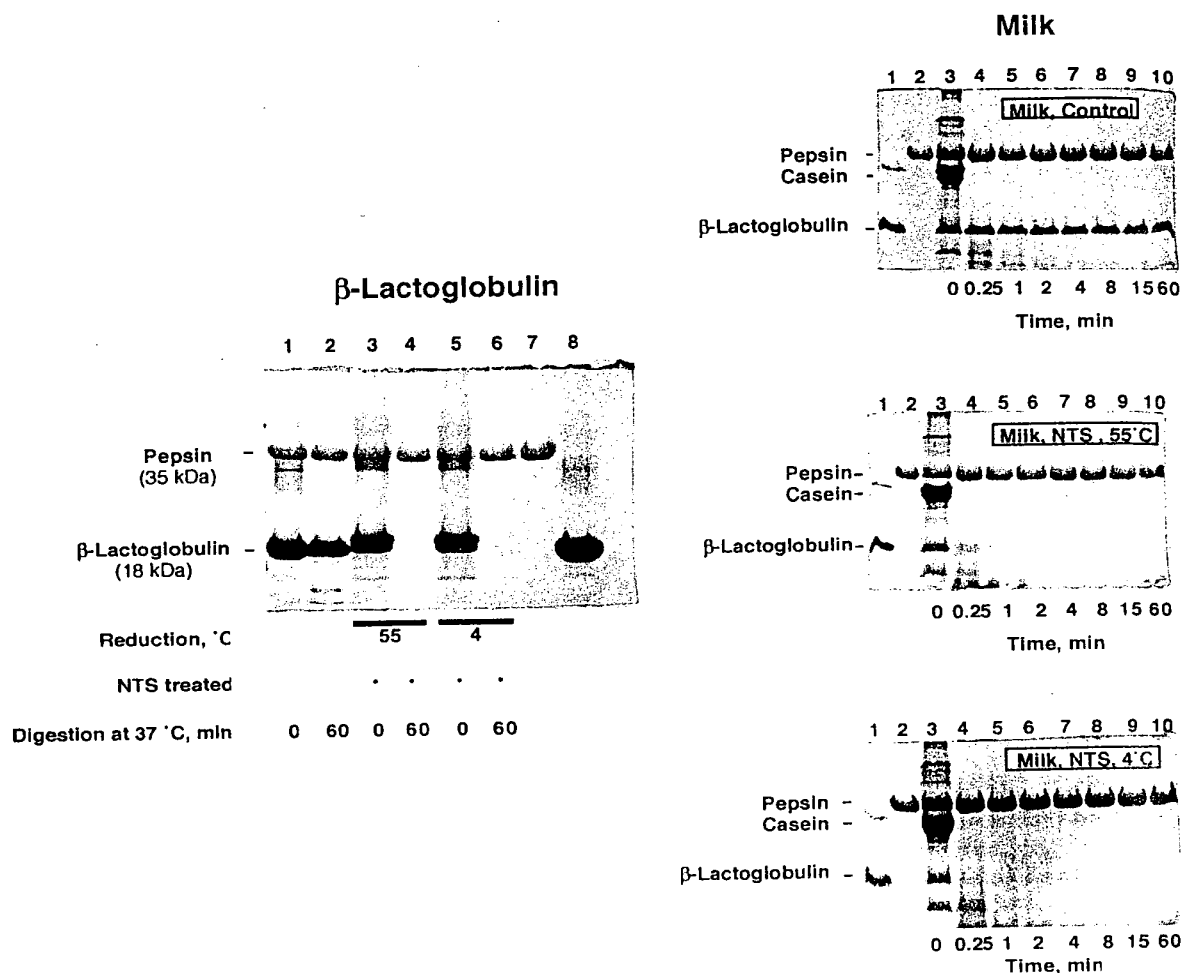 β-Lactoglobulin
1 2 3 4 5 6 7 8
Pepsin
(35 kDa)
β-Lactoglobulin
(18 kDa)
Reduction, °C 55 4
NTS treated • • • •
Digestion at 37 °C, min 0 60 0 60 0 60
Milk
1 2 3 4 5 6 7 8 9 10
Milk, Control
Pepsin
Casein
β-Lactoglobulin
0 0.25 1 2 4 8 15 60
Time, min
1 2 3 4 5 6 7 8 9 10
Milk, NTS, 55°C
Pepsin
Casein
β-Lactoglobulin
0 0.25 1 2 4 8 15 60
Time, min
1 2 3 4 5 6 7 8 9 10
Milk, NTS, 4°C
Pepsin
Casein
β-Lactoglobulin
0 0.25 1 2 4 8 15 60
Time, min